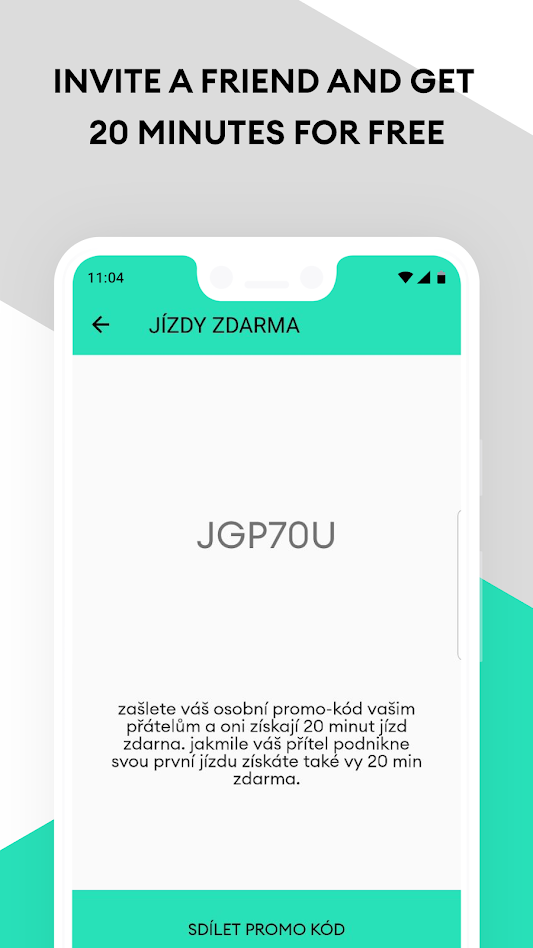 INVITE A FRIEND AND GET
20 MINUTES FOR FREE
11:04
JÍZDY ZDARMA
JGP70U
zašlete váš osobní promo-kód vašim
přátelům a oni získají 20 minut jízd
zdarna. jakmile váš přítel podnikne
svou první jízdu získáte také vy 20 min
zdarma.
SDÍLET PROMO KÓD